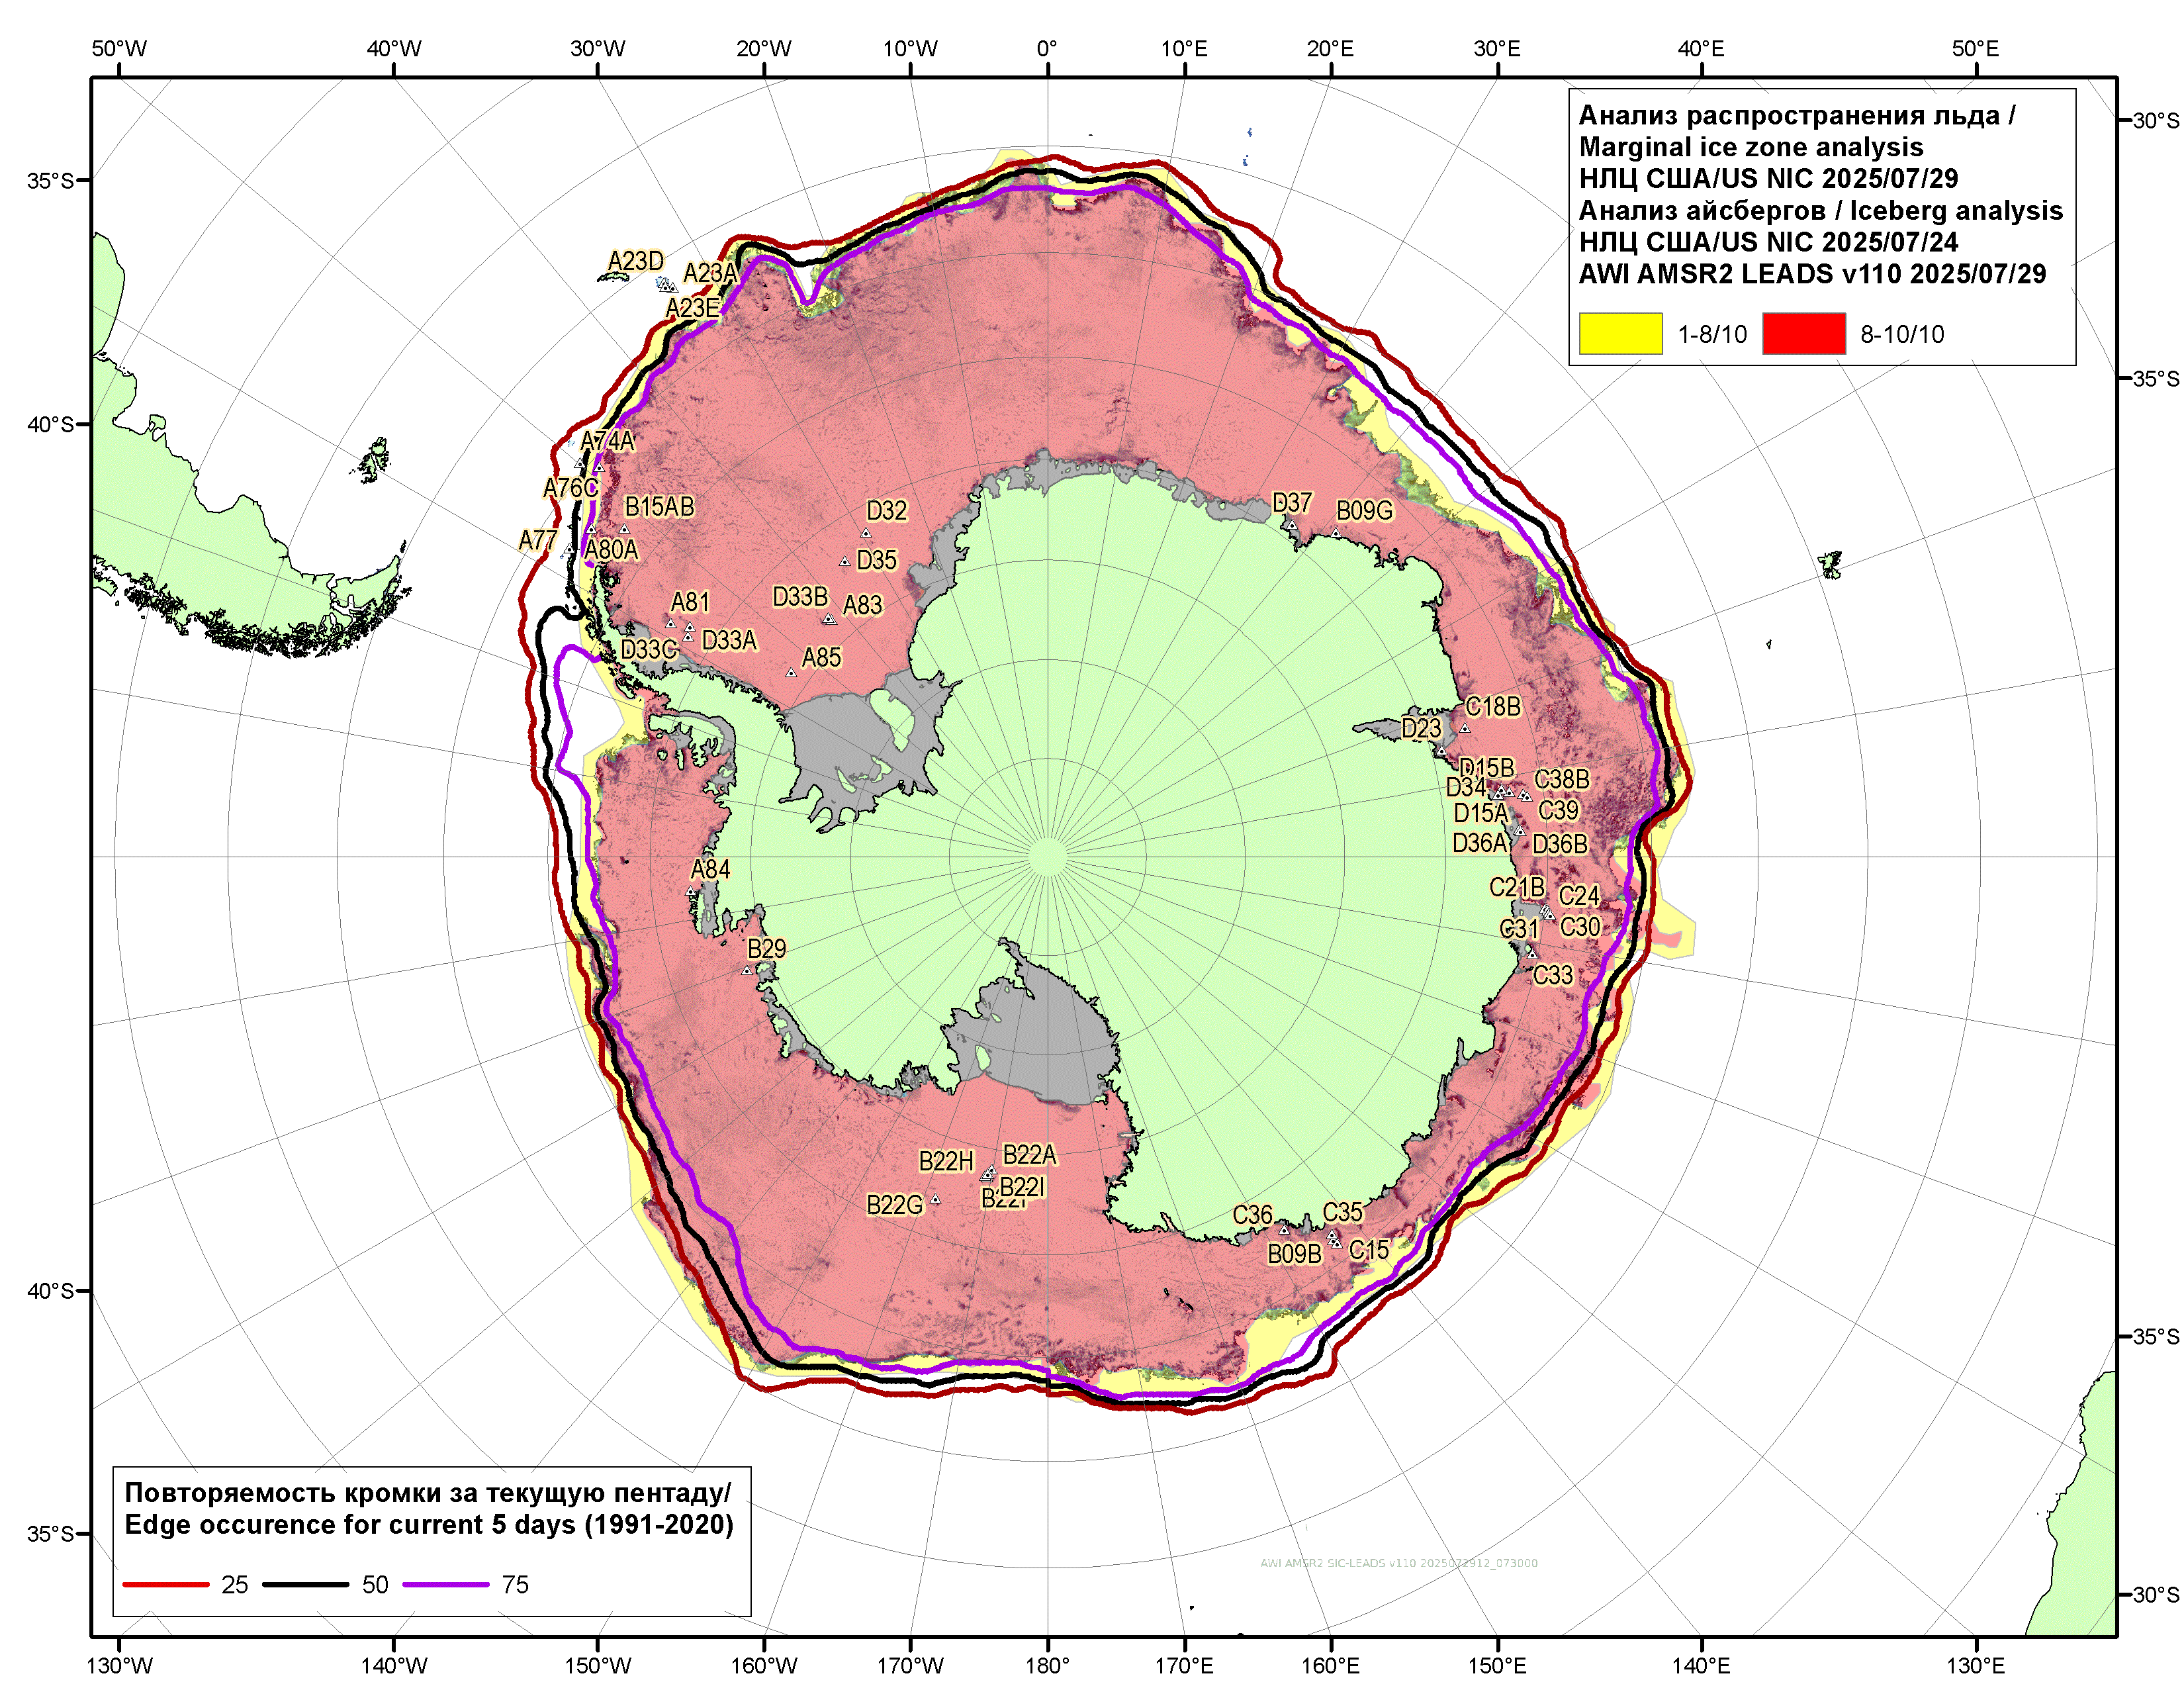 50°W 40°W 30°W 20°W 10°W 0° 10°E 20°E 30°E 40°E 50°E
Анализ распространения льда /
Marginal ice zone analysis
НЛЦ США/US NIC 2025/07/29
Анализ айсбергов / Iceberg analysis
НЛЦ США/US NIC 2025/07/24
AWI AMSR2 LEADS v110 2025/07/29
1-8/10 8-10/10
30°S
35°S
35°S
40°S
A23D
A23A
A23E
A74A
A76C
B15AB
A77
A80A
D32
D35
D37
B09G
D33B
A83
A81
D33A
D33C
A85
C18B
D23
D15B
C38B
D34
C39
D15A
D36A
D36B
A84
C21B
C24
C31
C30
B29
C33
B22A
B22H
B22I
B22G
C36
C35
B09B
C15
40°S
35°S
35°S
30°S
Повторяемость кромки за текущую пентаду/
Edge occurence for current 5 days (1991-2020)
25 50 75
AWI AMSR2 SIC-LEADS v110 2025072912_073000
130°W 140°W 150°W 160°W 170°W 180° 170°E 160°E 150°E 140°E 130°E